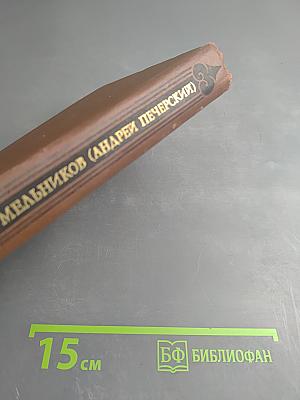 МЕЛЬНИКОВ (АНДРЕЙ ПЕЧЕРСКИЙ)
15 см
БФ БИБЛИОФАН